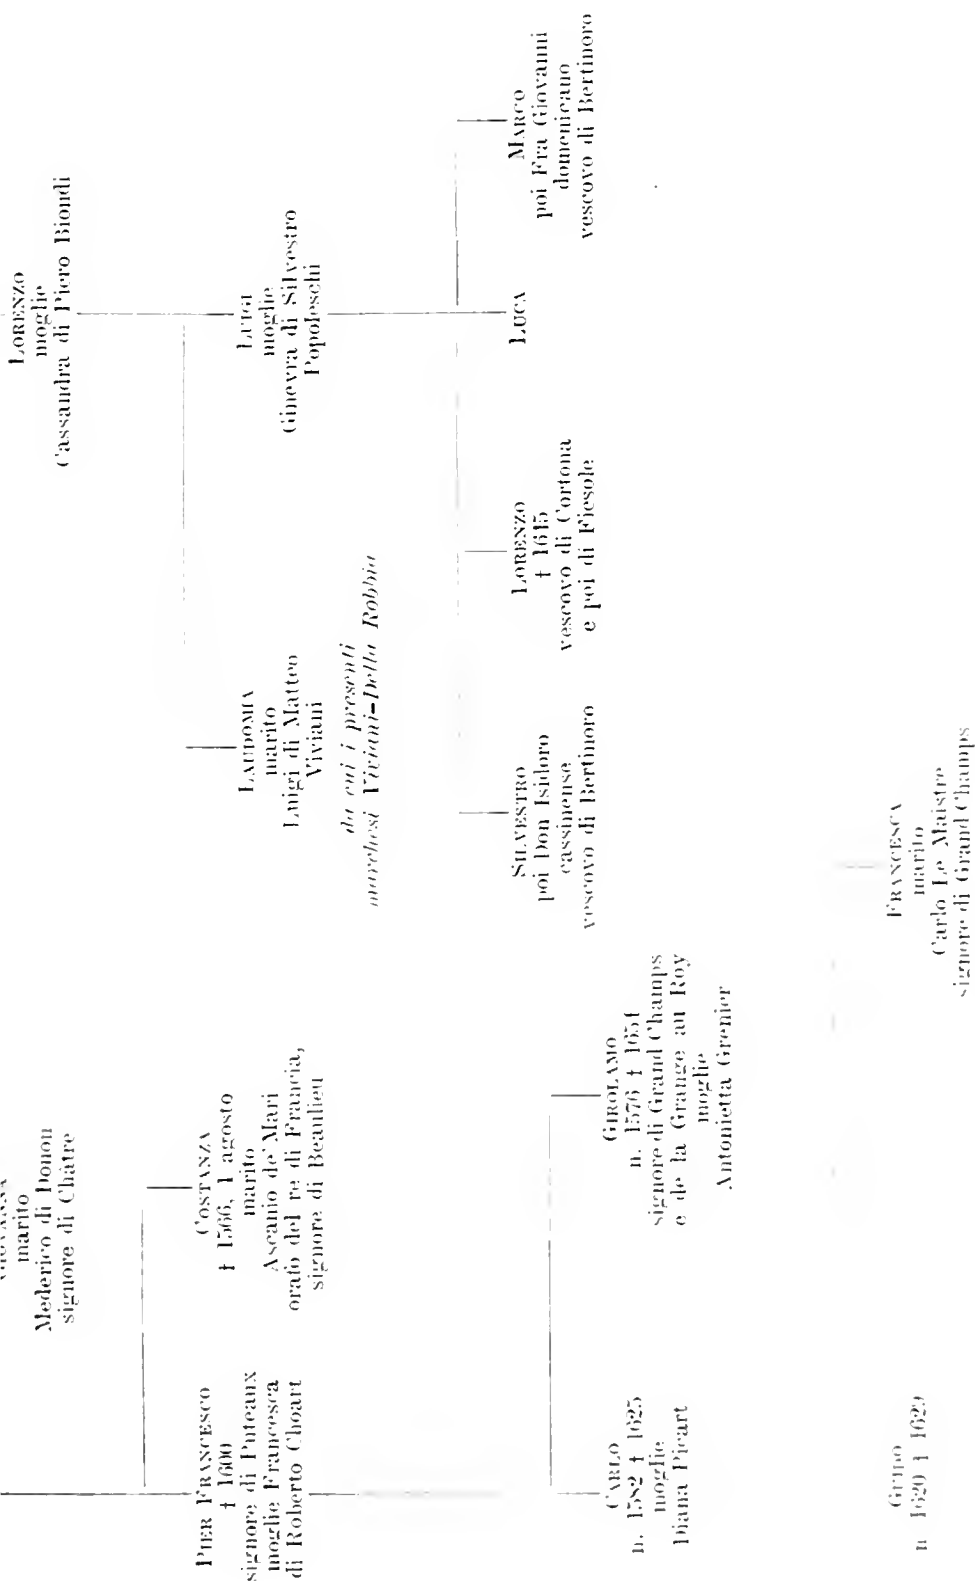 GIOVANNA
marito
Mederico di Donon
signore di Châtre
LORENZO
moglie
Cassandra di Piero Biondi
PIER FRANCESCO
† 1600
signore di Puteaux
moglie Francesca
di Roberto Choart
COSTANZA
† 1566, 1 agosto
marito
Ascanio de' Mari
orafo del re di Francia,
signore di Beaulieu
LAUDOMIA
marito
Luigi di Matteo
Viviani
da cui i presenti
marchesi Viviani-Della Robbia
LUIGI
moglie
Ginevra di Silvestro
Popoleschi
CARLO
n. 1582 † 1625
moglie
Diana Picart
GIROLAMO
n. 1576 † 1651
signore di Grand Champs
e de la Grange au Roy
moglie
Antonietta Grenier
SILVESTRO
poi Don Isidoro
cassinense
vescovo di Bertinoro
LORENZO
† 1645
vescovo di Cortona
e poi di Fiesole
LUCA
MARCO
poi Fra Giovanni
domenicano
vescovo di Bertinoro
n. 1620 † 1629
FRANCESCA
marito
Carlo Le Maistre
signore di Grand Champs